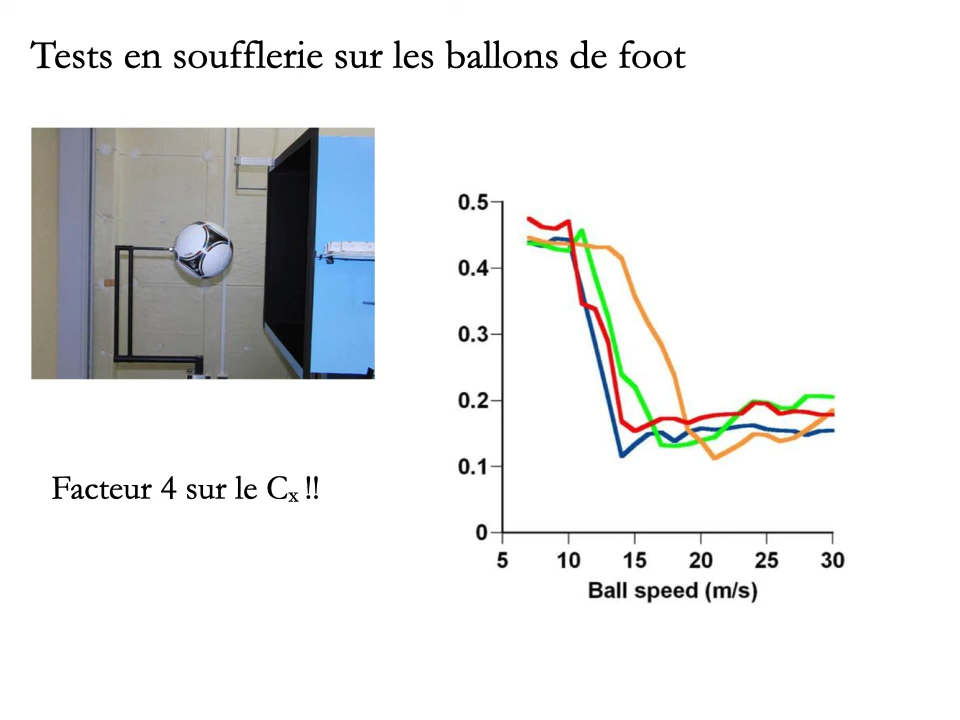 Tests en soufflerie sur les ballons de foot
0.5
0.4
0.3
0.2
0.1
0
5 10 15 20 25 30
Ball speed (m/s)
Facteur 4 sur le Cx !!